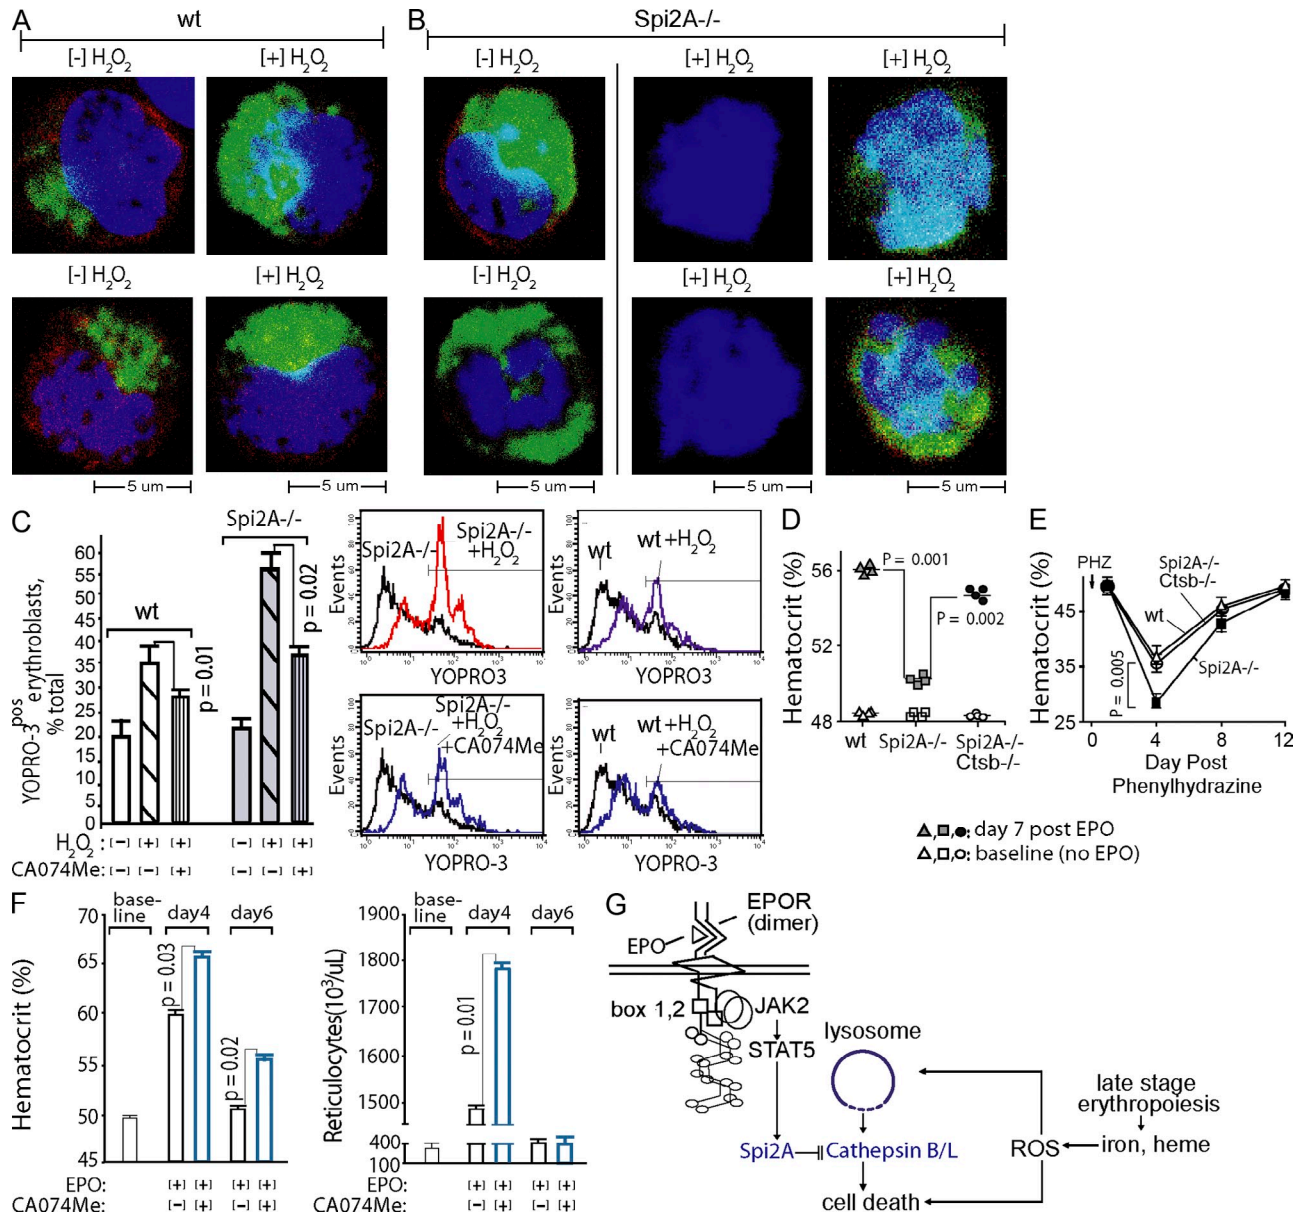 A
wt
B
Spi2A-/-
[-] H2O2
[+] H2O2
[-] H2O2
[+] H2O2
[+] H2O2
[-] H2O2
[+] H2O2
[-] H2O2
[+] H2O2
[+] H2O2
5 um
5 um
5 um
5 um
5 um
C
YOPRO-3pos erythroblasts,
% total
60
55
50
45
40
35
30
25
20
15
10
5
0
wt
p = 0.01
Spi2A-/-
p = 0.02
H2O2 : [-] [+] [+] [-] [+] [+]
CA074Me: [-] [-] [+] [-] [-] [+]
Events
Spi2A-/-
Spi2A-/-
+H2O2
YOPRO3
Events
wt
wt +H2O2
YOPRO3
Events
Spi2A-/-
Spi2A-/-
+H2O2
+CA074Me
YOPRO-3
Events
wt
wt+H2O2
+CA074Me
YOPRO-3
D
Hematocrit (%)
56
52
48
P = 0.001
P = 0.002
wt
Spi2A-/-
Spi2A-/-
Ctsb-/-
E
Hematocrit (%)
45
35
25
PHZ
Spi2A-/-
Ctsb-/-
wt
Spi2A-/-
P = 0.005
0 4 8 12
Day Post
Phenylhydrazine
: day 7 post EPO
: baseline (no EPO)
F
Hematocrit (%)
70
65
60
55
50
45
base-
line
day4
day6
p = 0.03
p = 0.02
EPO: [+] [+] [+] [+]
CA074Me: [-] [+] [-] [+]
Reticulocytes(10³/uL)
1900
1800
1700
1600
1500
400
100
base-
line
day4
day6
p = 0.01
EPO: [+] [+] [+] [+]
CA074Me: [-] [+] [-] [+]
G
EPOR
(dimer)
EPO
box 1,2
JAK2
STAT5
lysosome
Spi2A
Cathepsin B/L
cell death
ROS
late stage
erythropoiesis
iron, heme